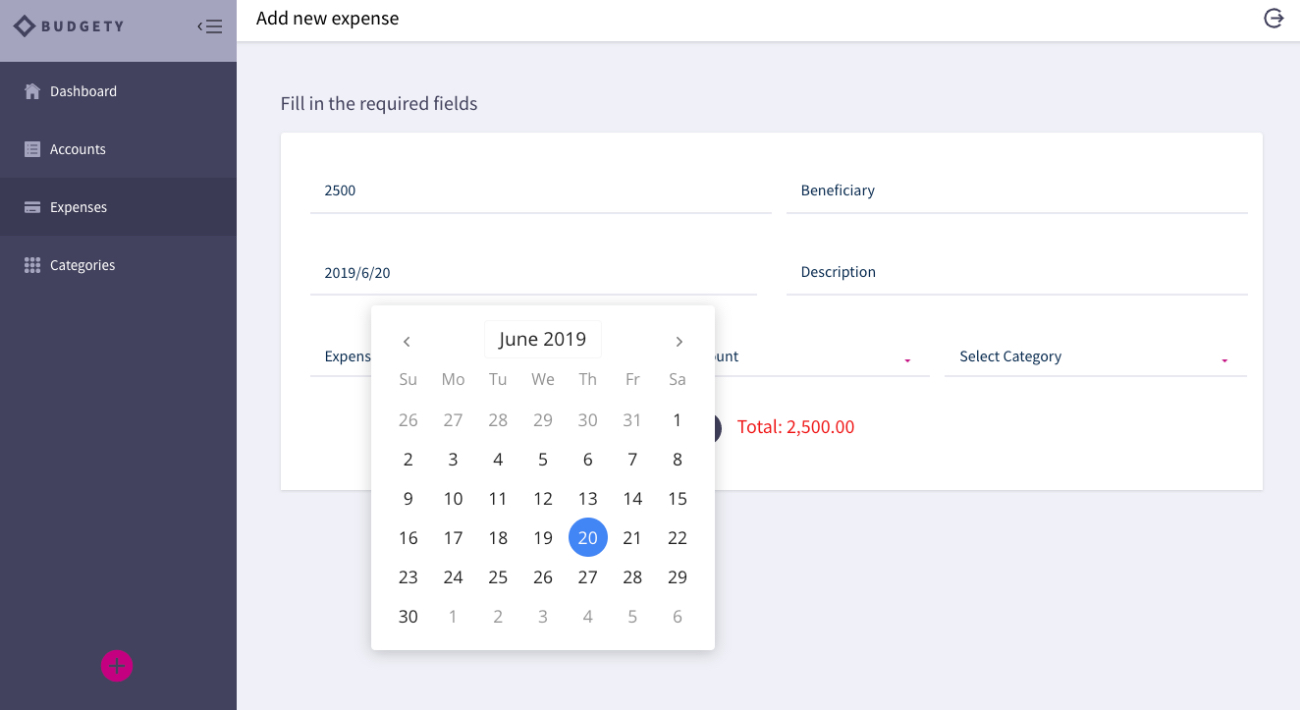 BUDGETY
Add new expense
Dashboard
Accounts
Expenses
Categories
Fill in the required fields
2500
Beneficiary
2019/6/20
Description
Select Category
Total: 2,500.00
June 2019
Su Mo Tu We Th Fr Sa
26 27 28 29 30 31 1
2 3 4 5 6 7 8
9 10 11 12 13 14 15
16 17 18 19 20 21 22
23 24 25 26 27 28 29
30 1 2 3 4 5 6